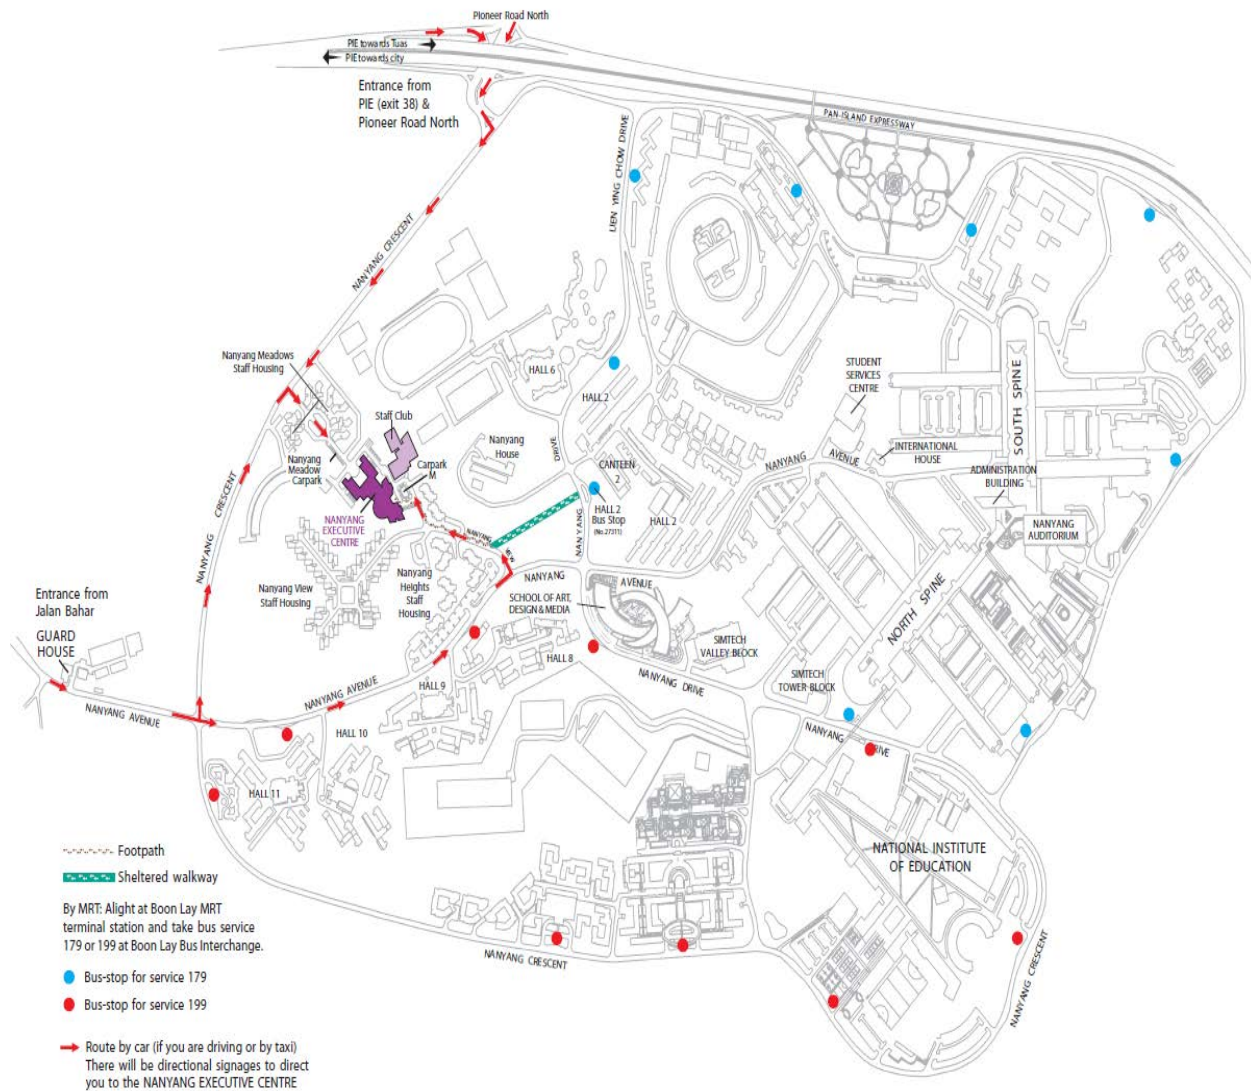 Pioneer Road North
PIE towards Tuas
PIE towards city
Entrance from
PIE (exit 38) &
Pioneer Road North
PAN-ISLAND EXPRESSWAY
LIEN YING CHOW DRIVE
NANYANG CRESCENT
Nanyang Meadows
Staff Housing
HALL 6
STUDENT
SERVICES
CENTRE
SOUTH SPINE
HALL 2
Staff Club
Nanyang
House
DRIVE
CANTEEN
2
NANYANG
AVENUE
INTERNATIONAL
HOUSE
Nanyang
Meadow
Carpark
Carpark
M
ADMINISTRATION
BUILDING
NANYANG CRESCENT
HALL 2
Bus Stop
(No.27311)
HALL 2
NANYANG
EXECUTIVE
CENTRE
NANYANG
AUDITORIUM
NANYANG
VIEW
NANYANG
NANYANG
AVENUE
Nanyang View
Staff Housing
Nanyang
Heights
Staff
Housing
SCHOOL OF ART,
DESIGN & MEDIA
Entrance from
Jalan Bahar
GUARD
HOUSE
NORTH SPINE
SIMTECH
VALLEY BLOCK
HALL 8
SIMTECH
TOWER BLOCK
NANYANG DRIVE
HALL 9
NANYANG AVENUE
NANYANG AVENUE
HALL 10
NANYANG DRIVE
HALL 11
NATIONAL INSTITUTE
OF EDUCATION
NANYANG CRESCENT
NANYANG CRESCENT
Footpath
Sheltered walkway
By MRT: Alight at Boon Lay MRT
terminal station and take bus service
179 or 199 at Boon Lay Bus Interchange.
Bus-stop for service 179
Bus-stop for service 199
Route by car (if you are driving or by taxi)
There will be directional signages to direct
you to the NANYANG EXECUTIVE CENTRE